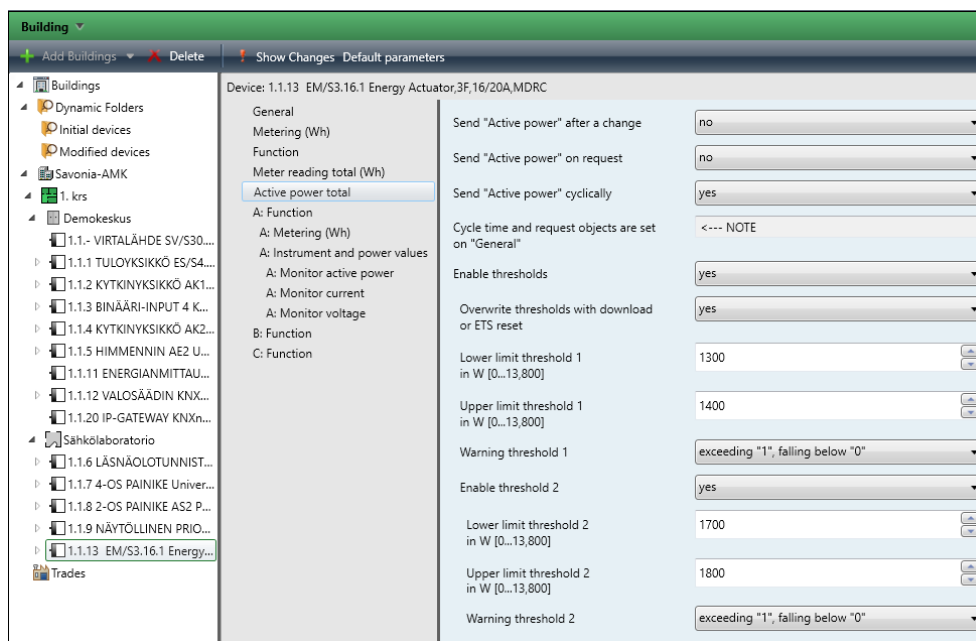 Building
Add Buildings Delete Show Changes Default parameters
Buildings
Dynamic Folders
Initial devices
Modified devices
Savonia-AMK
1. krs
Demokeskus
1.1.- VIRTALÄHDE SV/S30....
1.1.1 TULOYKSIKKÖ ES/S4....
1.1.2 KYTKINYKSIKKÖ AK1...
1.1.3 BINÄÄRI-INPUT 4 K...
1.1.4 KYTKINYKSIKKÖ AK2...
1.1.5 HIMMENNIN AE2 U...
1.1.11 ENERGIANMITTAU...
1.1.12 VALOSÄÄDIN KNX...
1.1.20 IP-GATEWAY KNXn...
Sähkölaboratorio
1.1.6 LÄSNÄOLOTUNNIST...
1.1.7 4-OS PAINIKE Univer...
1.1.8 2-OS PAINIKE AS2 P...
1.1.9 NÄYTÖLLINEN PRIO...
1.1.13 EM/S3.16.1 Energy...
Trades
Device: 1.1.13 EM/S3.16.1 Energy Actuator,3F,16/20A,MDRC
General
Metering (Wh)
Function
Meter reading total (Wh)
Active power total
A: Function
A: Metering (Wh)
A: Instrument and power values
A: Monitor active power
A: Monitor current
A: Monitor voltage
B: Function
C: Function
Send "Active power" after a change no
Send "Active power" on request no
Send "Active power" cyclically yes
Cycle time and request objects are set <--- NOTE
on "General"
Enable thresholds yes
Overwrite thresholds with download yes
or ETS reset
Lower limit threshold 1 1300
in W [0...13,800]
Upper limit threshold 1 1400
in W [0...13,800]
Warning threshold 1 exceeding "1", falling below "0"
Enable threshold 2 yes
Lower limit threshold 2 1700
in W [0...13,800]
Upper limit threshold 2 1800
in W [0...13,800]
Warning threshold 2 exceeding "1", falling below "0"